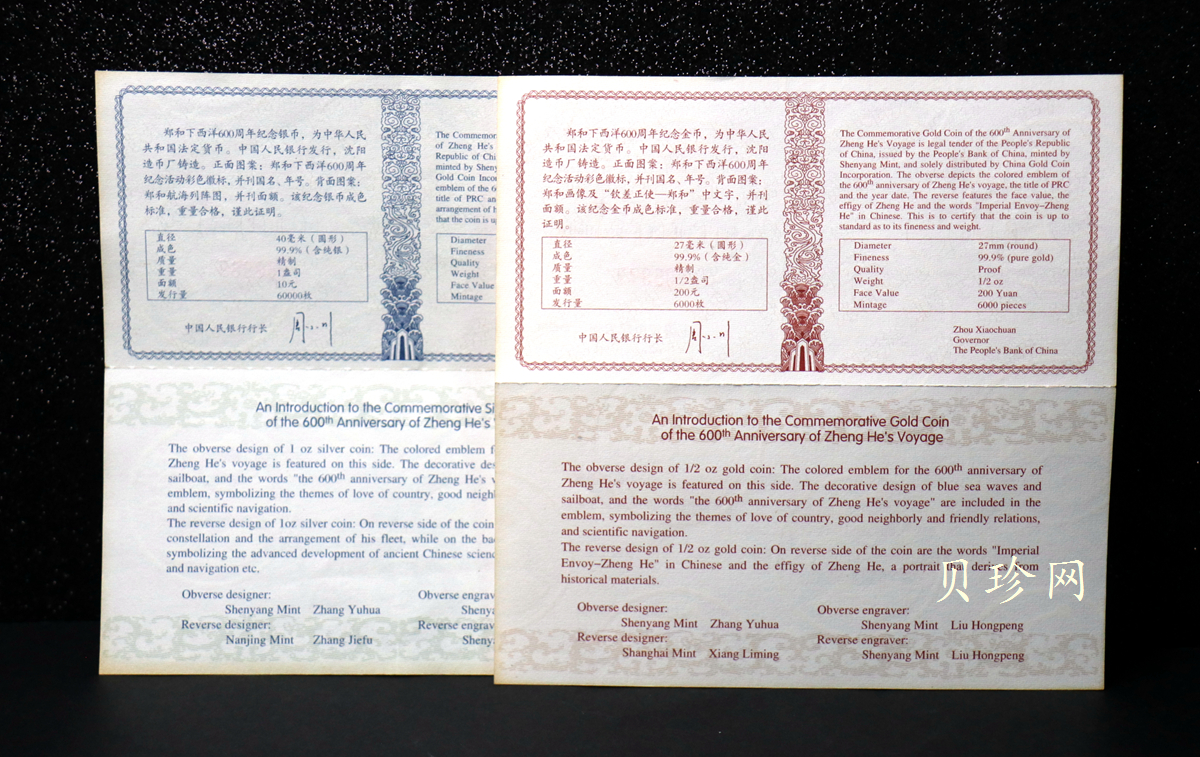 郑和下西洋600周年纪念银币，为中华人民
共和国法定货币。中国人民银行发行，沈阳
造币厂铸造。正面图案：郑和下西洋600周年
纪念活动彩色徽标，并刊国名、年号。背面图案：
郑和航海列阵图，并刊面额。该纪念银币成色
标准，重量合格，谨此证明。
直径 40毫米（圆形）
成色 99.9%（含纯银）
质量 精制
重量 1盎司
面额 10元
发行量 60000枚
中国人民银行行长
The Commemor
of Zheng He's
Republic of Chi
minted by Sheny
Gold Coin Incor
emblem of the 6
title of PRC an
arrangement of h
that the coin is u
Diameter
Fineness
Quality
Weight
Face Value
Mintage
An Introduction to the Commemorative Si
of the 600th Anniversary of Zheng He's
The obverse design of 1 oz silver coin: The colored emblem f
Zheng He's voyage is featured on this side. The decorative des
sailboat, and the words "the 600th anniversary of Zheng He's v
emblem, symbolizing the themes of love of country, good neighl
and scientific navigation.
The reverse design of 1oz silver coin: On reverse side of the coin
constellation and the arrangement of his fleet, while on the ba
symbolizing the advanced development of ancient Chinese scienc
and navigation etc.
Obverse designer:
Shenyang Mint Zhang Yuhua
Reverse designer:
Nanjing Mint Zhang Jiefu
Obverse engrav
Shenya
Reverse engrav
Sheny
郑和下西洋600周年纪念金币，为中华人民
共和国法定货币。中国人民银行发行，沈阳
造币厂铸造。正面图案：郑和下西洋600周年
纪念活动彩色徽标，并刊国名、年号。背面图案：
郑和画像及“钦差正使—郑和”中文字，并刊
面额。该纪念金币成色标准，重量合格，谨此
证明。
直径 27毫米（圆形）
成色 99.9%（含纯金）
质量 精制
重量 1/2盎司
面额 200元
发行量 6000枚
中国人民银行行长
The Commemorative Gold Coin of the 600th Anniversary of
Zheng He's Voyage is legal tender of the People's Republic
of China, issued by the People's Bank of China, minted by
Shenyang Mint, and solely distributed by China Gold Coin
Incorporation. The obverse depicts the colored emblem of
the 600th anniversary of Zheng He's voyage, the title of PRC
and the year date. The reverse features the face value, the
effigy of Zheng He and the words "Imperial Envoy–Zheng
He" in Chinese. This is to certify that the coin is up to
standard as to its fineness and weight.
Diameter 27mm (round)
Fineness 99.9% (pure gold)
Quality Proof
Weight 1/2 oz
Face Value 200 Yuan
Mintage 6000 pieces
Zhou Xiaochuan
Governor
The People's Bank of China
An Introduction to the Commemorative Gold Coin
of the 600th Anniversary of Zheng He's Voyage
The obverse design of 1/2 oz gold coin: The colored emblem for the 600th anniversary of
Zheng He's voyage is featured on this side. The decorative design of blue sea waves and
sailboat, and the words "the 600th anniversary of Zheng He's voyage" are included in the
emblem, symbolizing the themes of love of country, good neighborly and friendly relations,
and scientific navigation.
The reverse design of 1/2 oz gold coin: On reverse side of the coin are the words "Imperial
Envoy–Zheng He" in Chinese and the effigy of Zheng He, a portrait that derives from
historical materials.
Obverse designer:
Shenyang Mint Zhang Yuhua
Reverse designer:
Shanghai Mint Xiang Liming
Obverse engraver:
Shenyang Mint Liu Hongpeng
Reverse engraver:
Shenyang Mint Liu Hongpeng
贝珍网